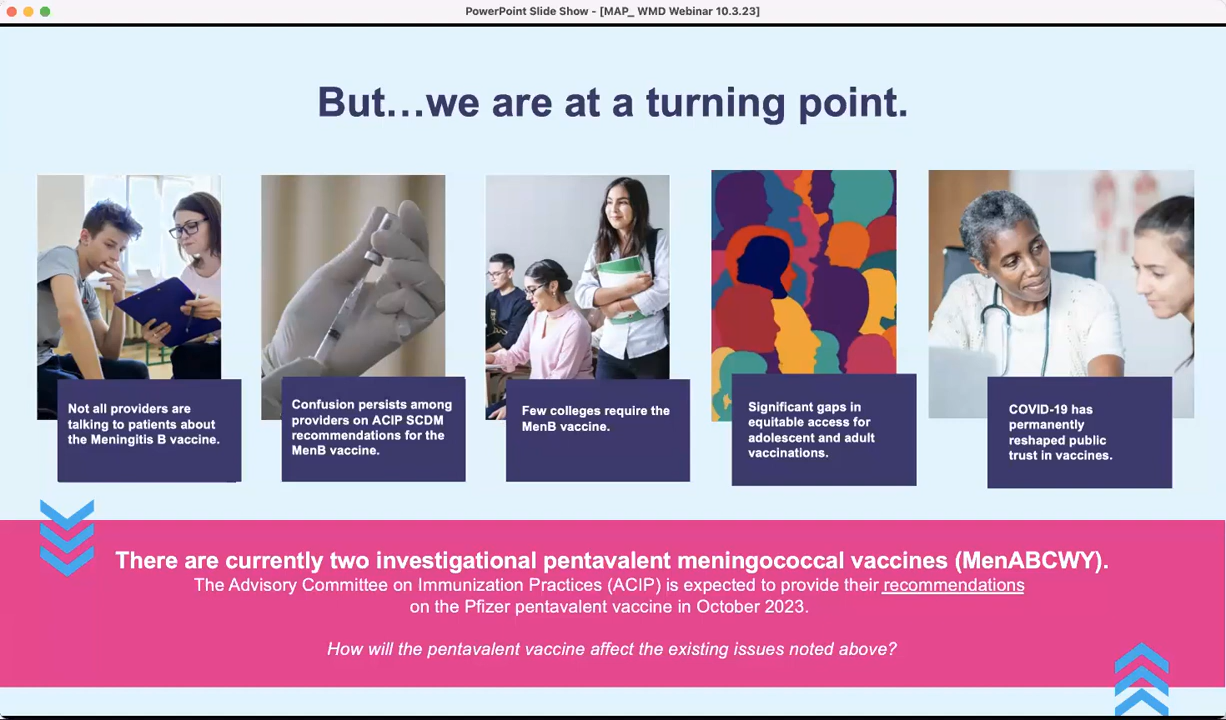 PowerPoint Slide Show - [MAP_ WMD Webinar 10.3.23]
But…we are at a turning point.
Not all providers are
talking to patients about
the Meningitis B vaccine.
Confusion persists among
providers on ACIP SCDM
recommendations for the
MenB vaccine.
Few colleges require the
MenB vaccine.
Significant gaps in
equitable access for
adolescent and adult
vaccinations.
COVID-19 has
permanently
reshaped public
trust in vaccines.
There are currently two investigational pentavalent meningococcal vaccines (MenABCWY).
The Advisory Committee on Immunization Practices (ACIP) is expected to provide their recommendations
on the Pfizer pentavalent vaccine in October 2023.
How will the pentavalent vaccine affect the existing issues noted above?